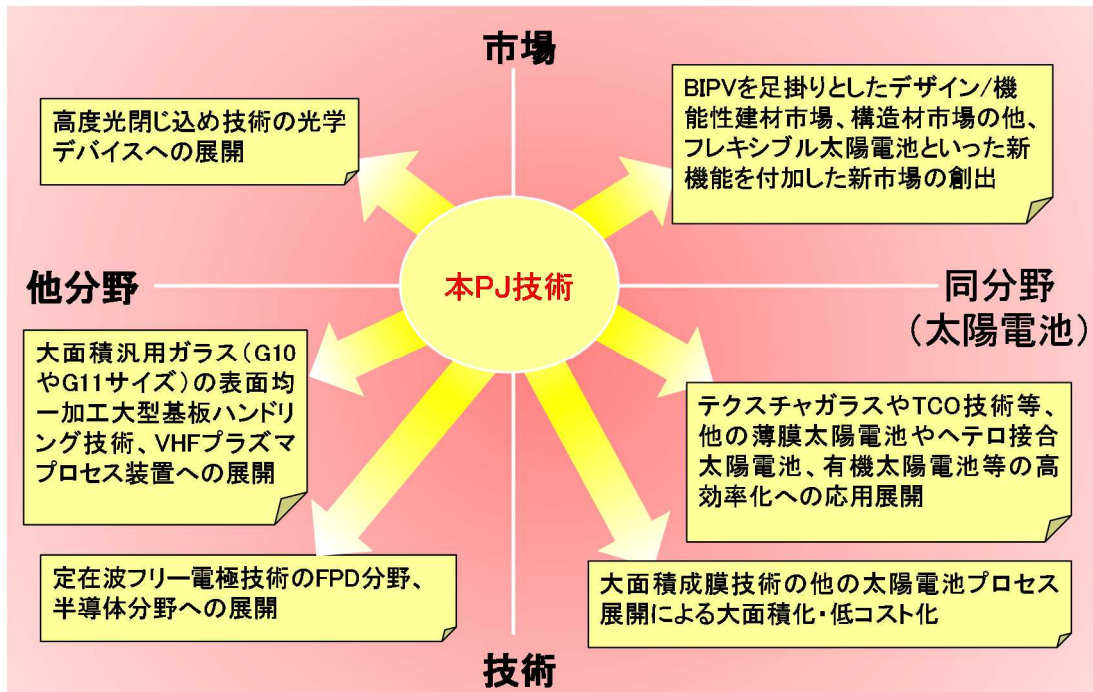 市場
高度光閉じ込め技術の光学
デバイスへの展開
BIPVを足掛りとしたデザイン/機
能性建材市場、構造材市場の他、
フレキシブル太陽電池といった新
機能を付加した新市場の創出
他分野
本PJ技術
同分野
（太陽電池）
大面積汎用ガラス（G10
やG11サイズ）の表面均
一加工大型基板ハンドリ
ング技術、VHFプラズマ
プロセス装置への展開
テクスチャガラスやTCO技術等、
他の薄膜太陽電池やヘテロ接合
太陽電池、有機太陽電池等の高
効率化への応用展開
定在波フリー電極技術のFPD分野、
半導体分野への展開
大面積成膜技術の他の太陽電池プロセス
展開による大面積化・低コスト化
技術